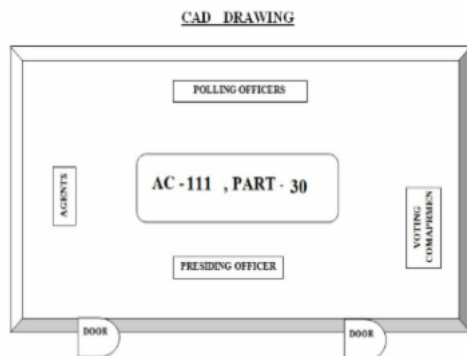 CAD DRAWING
POLLING OFFICERS
AGENTS
AC -111 , PART - 30
VOTING
COMAPRMEN
PRESIDING OFFICER
DOOR
DOOR